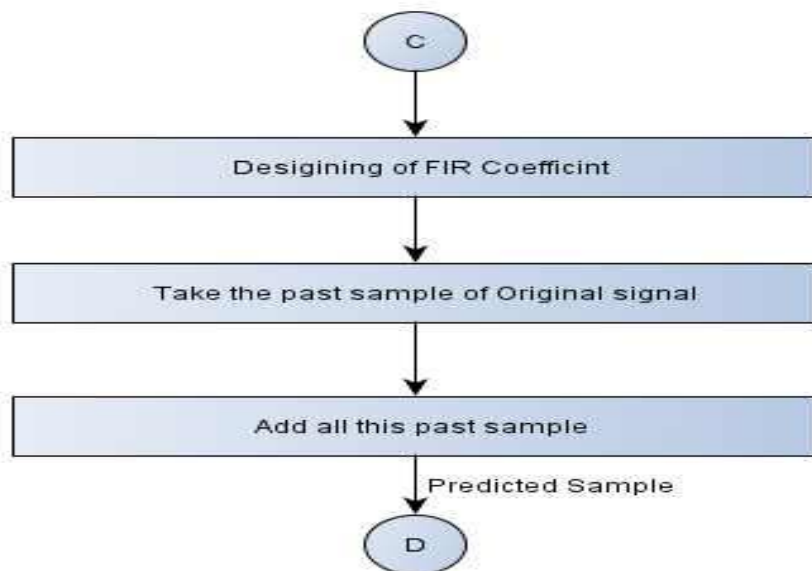 C
Desigining of FIR Coefficint
Take the past sample of Original signal
Add all this past sample
Predicted Sample
D